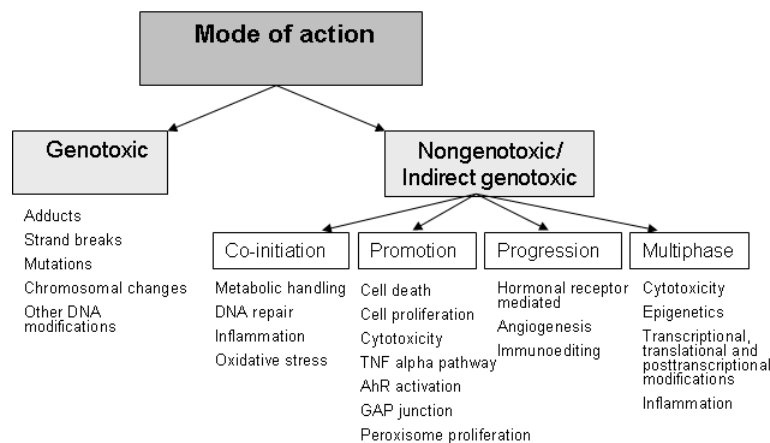 Mode of action
Genotoxic
Nongenotoxic/
Indirect genotoxic
Adducts
Strand breaks
Mutations
Chromosomal changes
Other DNA
modifications
Co-initiation
Metabolic handling
DNA repair
Inflammation
Oxidative stress
Promotion
Cell death
Cell proliferation
Cytotoxicity
TNF alpha pathway
AhR activation
GAP junction
Peroxisome proliferation
Progression
Hormonal receptor
mediated
Angiogenesis
Immunoediting
Multiphase
Cytotoxicity
Epigenetics
Transcriptional,
translational and
posttranscriptional
modifications
Inflammation